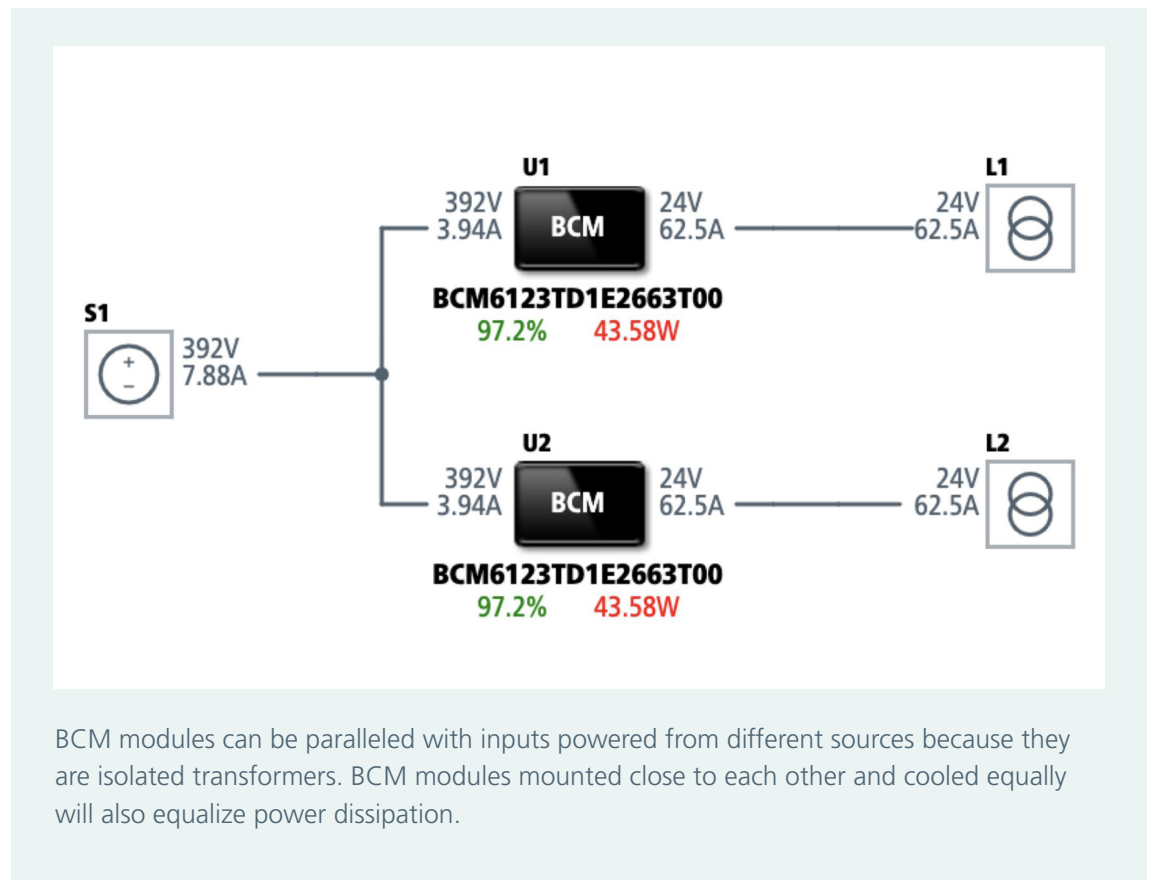 U1
392V
3.94A
BCM
24V
62.5A
BCM6123TD1E2663T00
97.2% 43.58W
L1
24V
62.5A
S1
+
–
392V
7.88A
U2
392V
3.94A
BCM
24V
62.5A
BCM6123TD1E2663T00
97.2% 43.58W
L2
24V
62.5A
BCM modules can be paralleled with inputs powered from different sources because they
are isolated transformers. BCM modules mounted close to each other and cooled equally
will also equalize power dissipation.